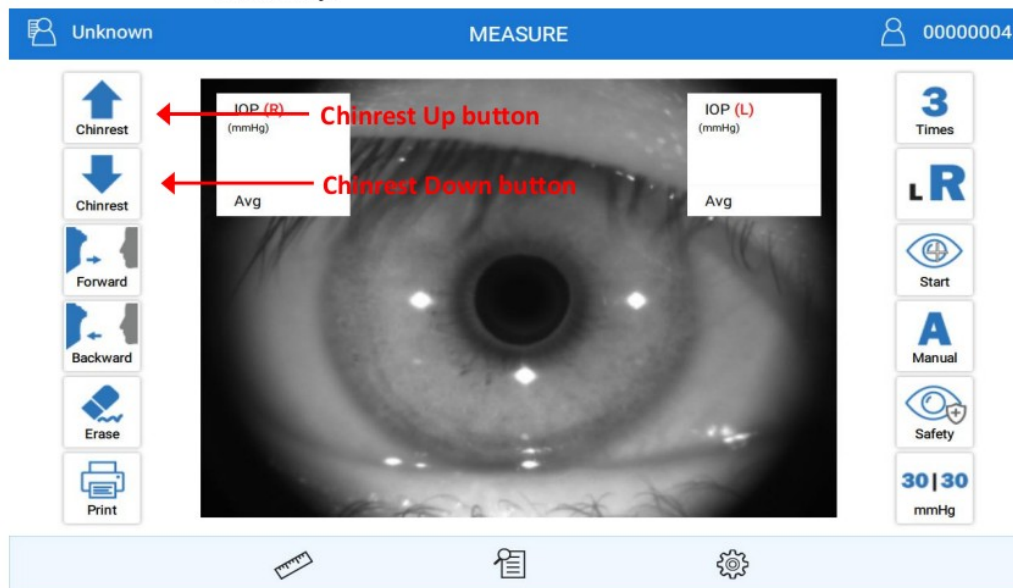 Unknown
MEASURE
00000004
Chinrest
Chinrest
Forward
Backward
Erase
Print
IOP (R)
(mmHg)
Avg
Chinrest Up button
Chinrest Down button
IOP (L)
(mmHg)
Avg
3
Times
L R
Start
A
Manual
Safety
30|30
mmHg